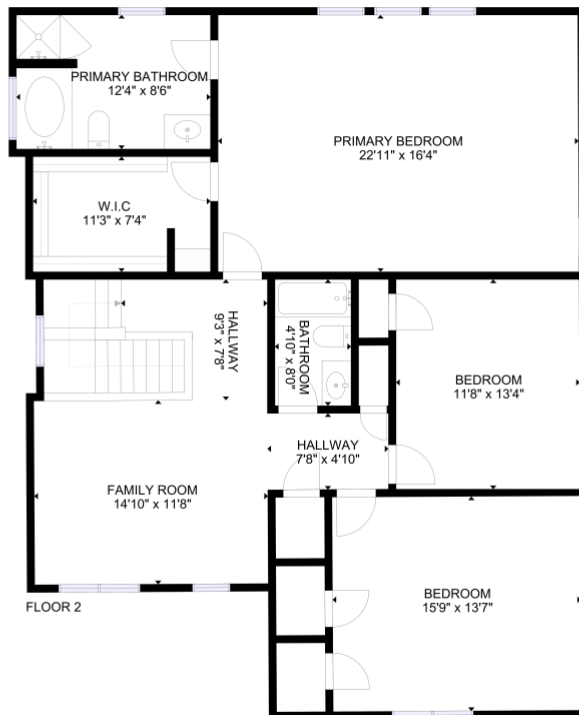 PRIMARY BATHROOM
12'4" x 8'6"
PRIMARY BEDROOM
22'11" x 16'4"
W.I.C
11'3" x 7'4"
HALLWAY
9'3" x 7'8"
BATHROOM
4'10" x 8'0"
BEDROOM
11'8" x 13'4"
HALLWAY
7'8" x 4'10"
FAMILY ROOM
14'10" x 11'8"
BEDROOM
15'9" x 13'7"
FLOOR 2